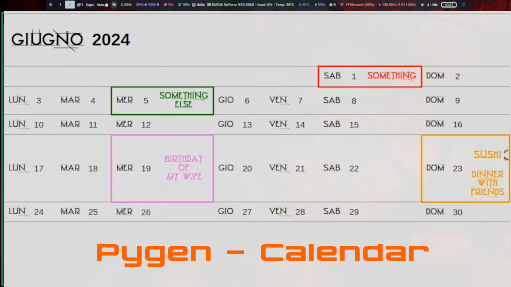 GIUGNO 2024
SAB 1 SOMETHING DOM 2
LUN 3 MAR 4 MER 5 SOMETHING ELSE GIO 6 VEN 7 SAB 8 DOM 9
LUN 10 MAR 11 MER 12 GIO 13 VEN 14 SAB 15 DOM 16
LUN 17 MAR 18 MER 19 BIRTHDAY OF MY WIFE GIO 20 VEN 21 SAB 22 DOM 23 SUSHI DINNER WITH FRIENDS
LUN 24 MAR 25 MER 26 GIO 27 VEN 28 SAB 29 DOM 30
Pygen - Calendar